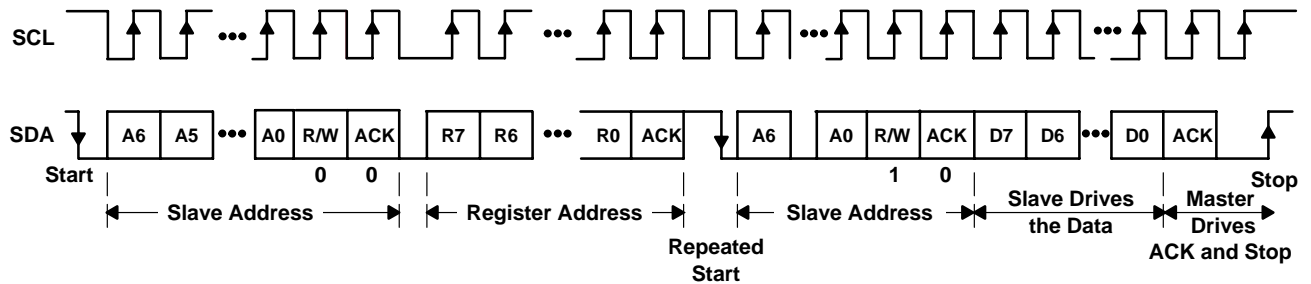 SCL
SDA A6 A5 ••• A0 R/W ACK R7 R6 ••• R0 ACK A6 A0 R/W ACK D7 D6 ••• D0 ACK
Start 0 0 1 0 Stop
Slave Address Register Address Slave Address Slave Drives the Data Master Drives ACK and Stop
Repeated Start